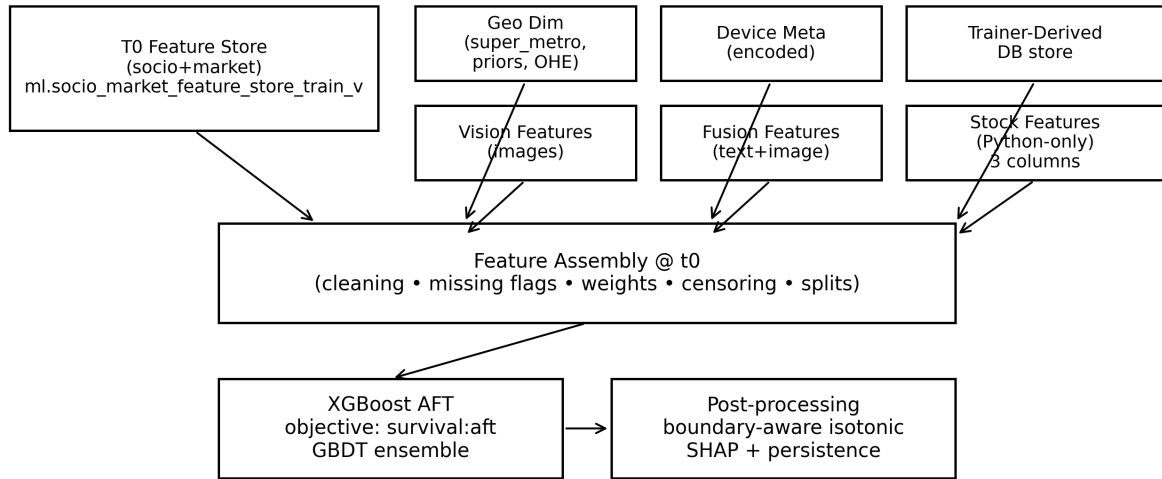 T0 Feature Store
(socio+market)
ml.socio_market_feature_store_train_v
Geo Dim
(super_metro,
priors, OHE)
Device Meta
(encoded)
Trainer-Derived
DB store
Vision Features
(images)
Fusion Features
(text+image)
Stock Features
(Python-only)
3 columns
Feature Assembly @ t0
(cleaning • missing flags • weights • censoring • splits)
XGBoost AFT
objective: survival:aft
GBDT ensemble
Post-processing
boundary-aware isotonic
SHAP + persistence